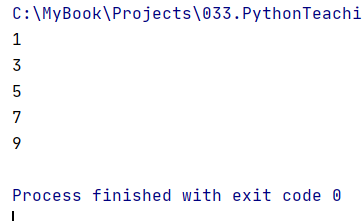 C:\MyBook\Projects\033.PythonTeachi
1
3
5
7
9
Process finished with exit code 0